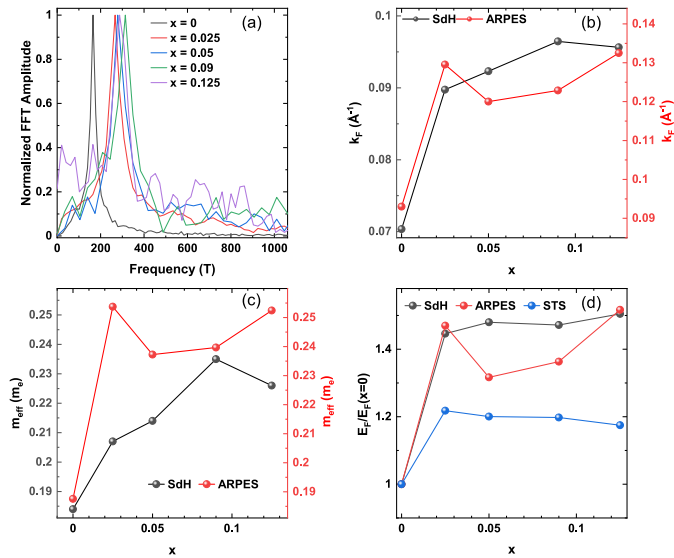 (a)
x = 0
x = 0.025
x = 0.05
x = 0.09
x = 0.125
Normalized FFT Amplitude
1
0.8
0.6
0.4
0.2
0
0 200 400 600 800 1000
Frequency (T)
SdH ARPES (b)
k_F (Å⁻¹)
0.1
0.09
0.08
0.07
k_F (Å⁻¹)
0.14
0.13
0.12
0.11
0.10
0.09
0 0.05 0.1
x
(c)
m_eff (m_e)
0.25
0.24
0.23
0.22
0.21
0.2
0.19
m_eff (m_e)
0.25
0.24
0.23
0.22
0.21
0.2
0.19
SdH ARPES
0 0.05 0.1
x
SdH ARPES STS
(d)
E_F/E_F(x=0)
1.4
1.2
1
0 0.05 0.1
x